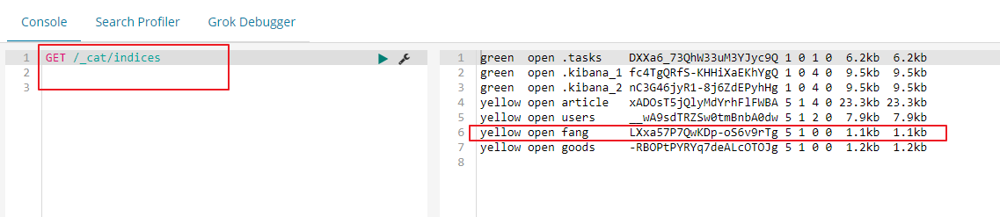 Console Search Profiler Grok Debugger
1 GET /_cat/indices
2
3
1 green open .tasks DXXa6_73QhW33uM3YJyc9Q 1 0 1 0 6.2kb 6.2kb
2 green open .kibana_1 fc4TgQRfS-KHHiXaEKhYgQ 1 0 4 0 9.5kb 9.5kb
3 green open .kibana_2 nC3G46jyR1-8j6ZdEPyhHg 1 0 4 0 9.5kb 9.5kb
4 yellow open article xADOsT5jQlyMdYrhFlFWBA 5 1 4 0 23.3kb 23.3kb
5 yellow open users __wA9sdTRZSw0tmBnbA0dw 5 1 2 0 7.9kb 7.9kb
6 yellow open fang LXxa57P7QwKDp-oS6v9rTg 5 1 0 0 1.1kb 1.1kb
7 yellow open goods -RBOPtPYRYq7deALcOTOJg 5 1 0 0 1.2kb 1.2kb
8